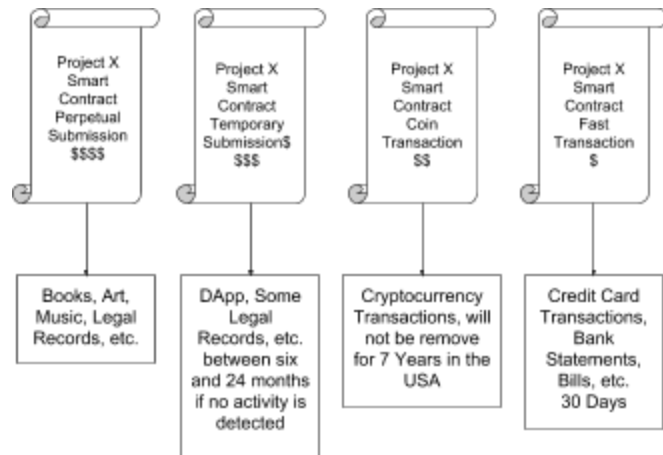 Project X
Smart
Contract
Perpetual
Submission
$$$$
Project X
Smart
Contract
Temporary
Submission$
$$$
Project X
Smart
Contract
Coin
Transaction
$$
Project X
Smart
Contract
Fast
Transaction
$
Books, Art,
Music, Legal
Records, etc.
DApp, Some
Legal
Records, etc.
between six
and 24 months
if no activity is
detected
Cryptocurrency
Transactions, will
not be remove
for 7 Years in the
USA
Credit Card
Transactions,
Bank
Statements,
Bills, etc.
30 Days